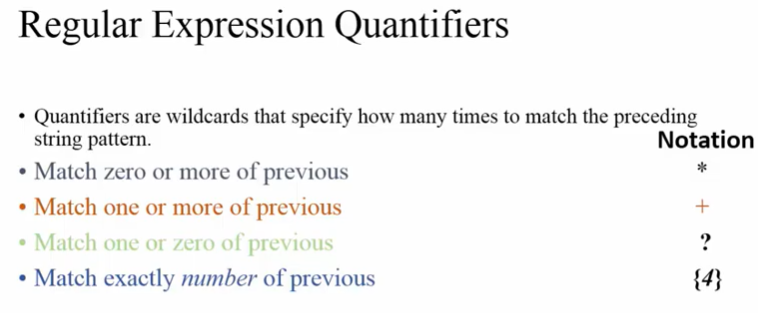 Regular Expression Quantifiers
• Quantifiers are wildcards that specify how many times to match the preceding
string pattern.
Notation
• Match zero or more of previous *
• Match one or more of previous +
• Match one or zero of previous ?
• Match exactly number of previous {4}